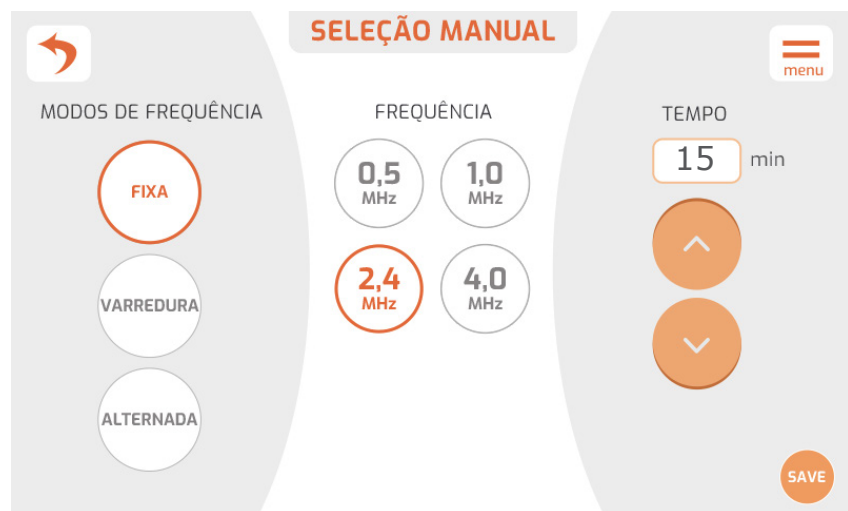 SELEÇÃO MANUAL
menu
MODOS DE FREQUÊNCIA
FIXA
VARREDURA
ALTERNADA
FREQUÊNCIA
0,5
MHz
1,0
MHz
2,4
MHz
4,0
MHz
TEMPO
15 min
SAVE